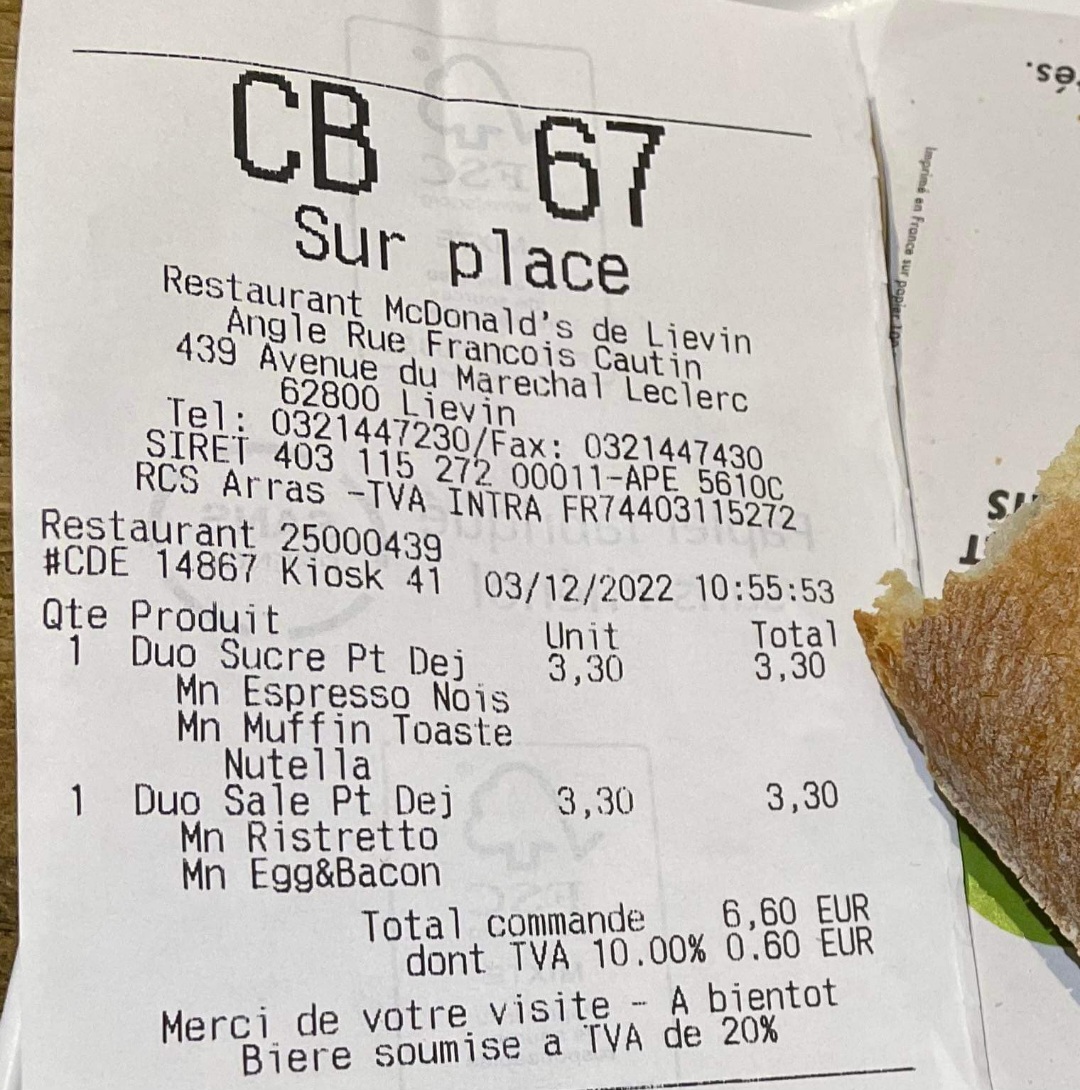 CB 67
Sur place
Restaurant McDonald's de Lievin
Angle Rue Francois Cautin
439 Avenue du Marechal Leclerc
62800 Lievin
Tel: 0321447230/Fax: 0321447430
SIRET 403 115 272 00011-APE 5610C
RCS Arras -TVA INTRA FR74403115272
Restaurant 25000439
#CDE 14867 Kiosk 41 03/12/2022 10:55:53
Qte Produit Unit Total
1 Duo Sucre Pt Dej 3,30 3,30
Mn Espresso Nois
Mn Muffin Toaste
Nutella
1 Duo Sale Pt Dej 3,30 3,30
Mn Ristretto
Mn Egg&Bacon
Total commande 6,60 EUR
dont TVA 10.00% 0.60 EUR
Merci de votre visite - A bientot
Biere soumise a TVA de 20%
Imprimé en France sur papier